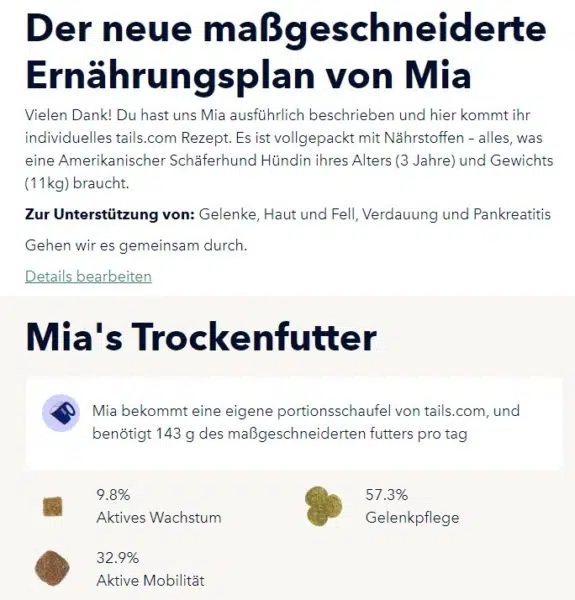 Der neue maßgeschneiderte
Ernährungsplan von Mia
Vielen Dank! Du hast uns Mia ausführlich beschrieben und hier kommt ihr
individuelles tails.com Rezept. Es ist vollgepackt mit Nährstoffen – alles, was
eine Amerikanischer Schäferhund Hündin ihres Alters (3 Jahre) und Gewichts
(11kg) braucht.
Zur Unterstützung von: Gelenke, Haut und Fell, Verdauung und Pankreatitis
Gehen wir es gemeinsam durch.
Details bearbeiten
Mia's Trockenfutter
Mia bekommt eine eigene portionsschaufel von tails.com, und
benötigt 143 g des maßgeschneiderten futters pro tag
9.8%
Aktives Wachstum
57.3%
Gelenkpflege
32.9%
Aktive Mobilität